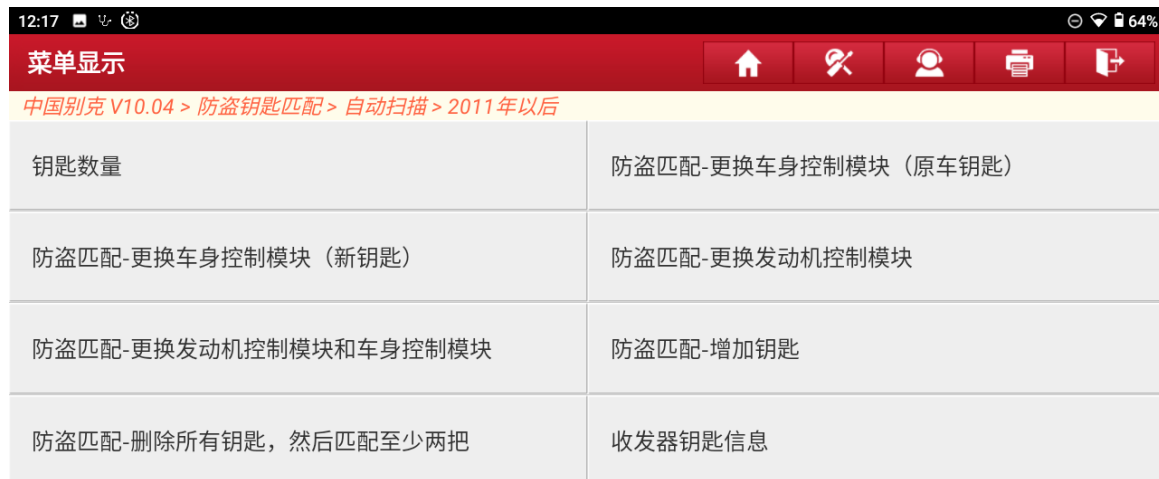 12:17
64%
菜单显示
中国别克 V10.04 > 防盗钥匙匹配 > 自动扫描 > 2011年以后
钥匙数量
防盗匹配-更换车身控制模块（原车钥匙）
防盗匹配-更换车身控制模块（新钥匙）
防盗匹配-更换发动机控制模块
防盗匹配-更换发动机控制模块和车身控制模块
防盗匹配-增加钥匙
防盗匹配-删除所有钥匙，然后匹配至少两把
收发器钥匙信息